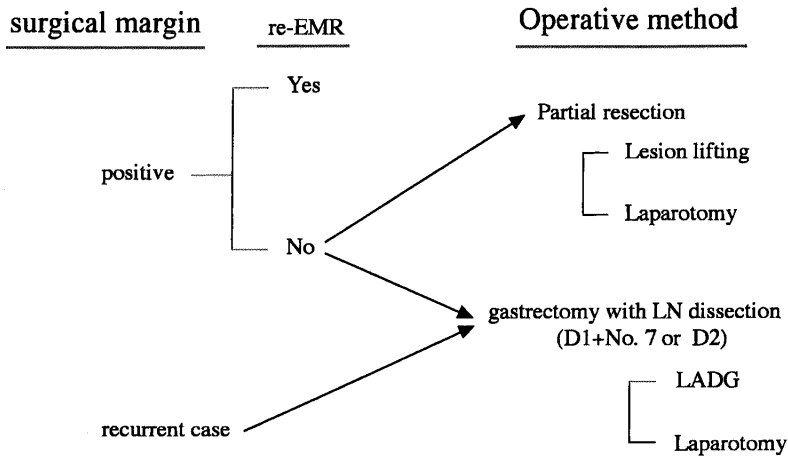 surgical margin
re-EMR
Operative method
Yes
Partial resection
Lesion lifting
positive
Laparotomy
No
gastrectomy with LN dissection
(D1+No. 7 or D2)
LADG
recurrent case
Laparotomy